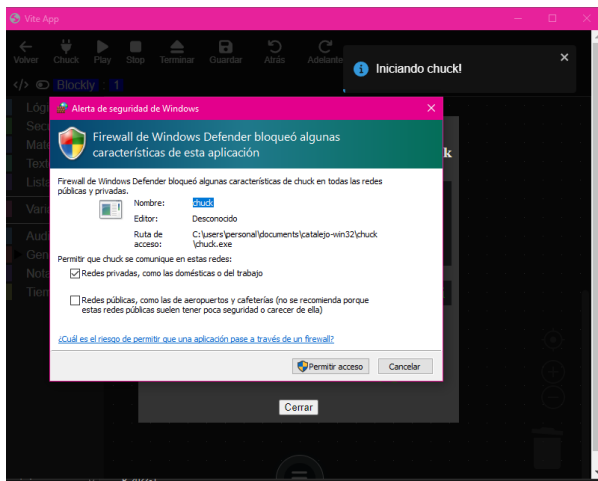 Vite App
Volver Chuck Play Stop Terminar Guardar Atrás Adelante
Iniciando chuck!
</> Blockly 1
Alerta de seguridad de Windows
Firewall de Windows Defender bloqueó algunas
características de esta aplicación
Firewall de Windows Defender bloqueó algunas características de chuck en todas las redes
públicas y privadas.
Nombre: chuck
Editor: Desconocido
Ruta de acceso: C:\users\personal\documents\catalejo-win32\chuck
\chuck.exe
Permitir que chuck se comunique en estas redes:
Redes privadas, como las domésticas o del trabajo
Redes públicas, como las de aeropuertos y cafeterías (no se recomienda porque
estas redes públicas suelen tener poca seguridad o carecer de ella)
¿Cuál es el riesgo de permitir que una aplicación pase a través de un firewall?
Permitir acceso Cancelar
Cerrar